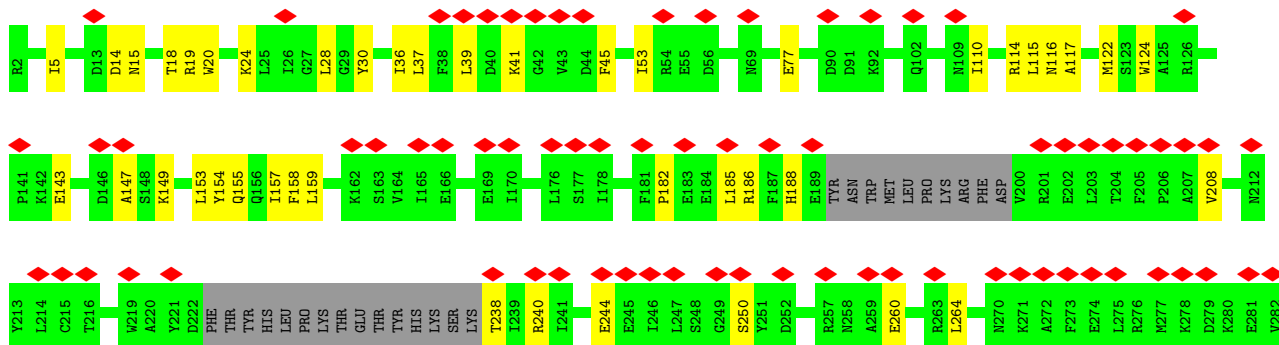 R2 I5 D13 D14 N15 T18 R19 W20 K24 L25 I26 G27 L28 G29 Y30 I36 L37 F38 L39 D40 K41 G42 V43 D44 F45 I53 R54 E55 D56 N69 E77 D90 D91 K92 Q102 N109 I110 R114 L115 N116 A117 M122 S123 W124 A125 R126
P141 K142 E143 D146 A147 S148 K149 L153 Y154 Q155 Q156 I157 F158 L159 K162 S163 V164 I165 E166 E169 I170 L176 S177 I178 F181 P182 E183 E184 L185 R186 F187 H188 E189 TYR ASN TRP MET LEU PRO LYS ARG PHE ASP V200 R201 E202 L203 T204 F205 P206 A207 V208 N212
Y213 L214 C215 T216 W219 A220 Y221 D222 PHE THR TYR HIS LEU PRO LYS THR GLU THR TYR HIS LYS SER LYS T238 I239 R240 I241 E244 E245 I246 L247 S248 G249 S250 Y251 D252 R257 N258 A259 E260 R263 L264 N270 K271 A272 F273 E274 L275 R276 M277 K278 D279 K280 E281 V282